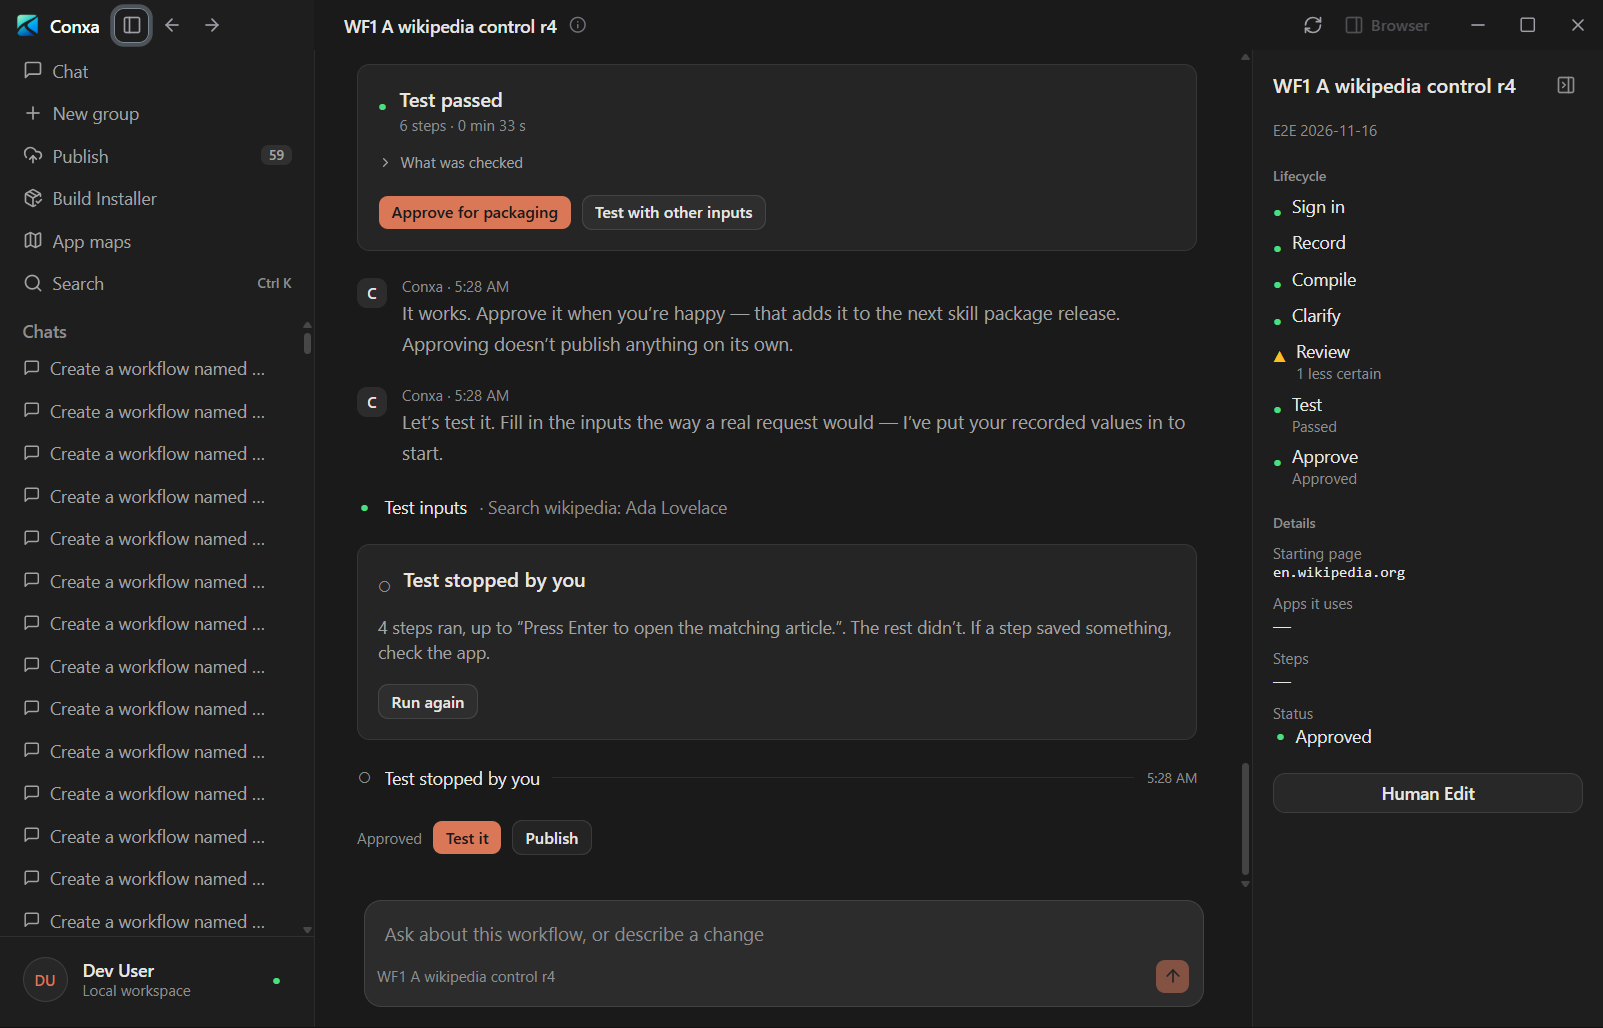 Conxa
WF1 A wikipedia control r4
Browser
Chat
New group
Publish
59
Build Installer
App maps
Search
Ctrl K
Chats
Create a workflow named ...
Create a workflow named ...
Create a workflow named ...
Create a workflow named ...
Create a workflow named ...
Create a workflow named ...
Create a workflow named ...
Create a workflow named ...
Create a workflow named ...
Create a workflow named ...
Create a workflow named ...
Create a workflow named ...
Create a workflow named ...
Create a workflow named ...
DU
Dev User
Local workspace
Test passed
6 steps · 0 min 33 s
What was checked
Approve for packaging
Test with other inputs
C
Conxa · 5:28 AM
It works. Approve it when you’re happy — that adds it to the next skill package release.
Approving doesn’t publish anything on its own.
C
Conxa · 5:28 AM
Let’s test it. Fill in the inputs the way a real request would — I’ve put your recorded values in to
start.
Test inputs · Search wikipedia: Ada Lovelace
Test stopped by you
4 steps ran, up to “Press Enter to open the matching article.”. The rest didn’t. If a step saved something,
check the app.
Run again
Test stopped by you
5:28 AM
Approved
Test it
Publish
Ask about this workflow, or describe a change
WF1 A wikipedia control r4
WF1 A wikipedia control r4
E2E 2026-11-16
Lifecycle
Sign in
Record
Compile
Clarify
Review
1 less certain
Test
Passed
Approve
Approved
Details
Starting page
en.wikipedia.org
Apps it uses
—
Steps
—
Status
Approved
Human Edit